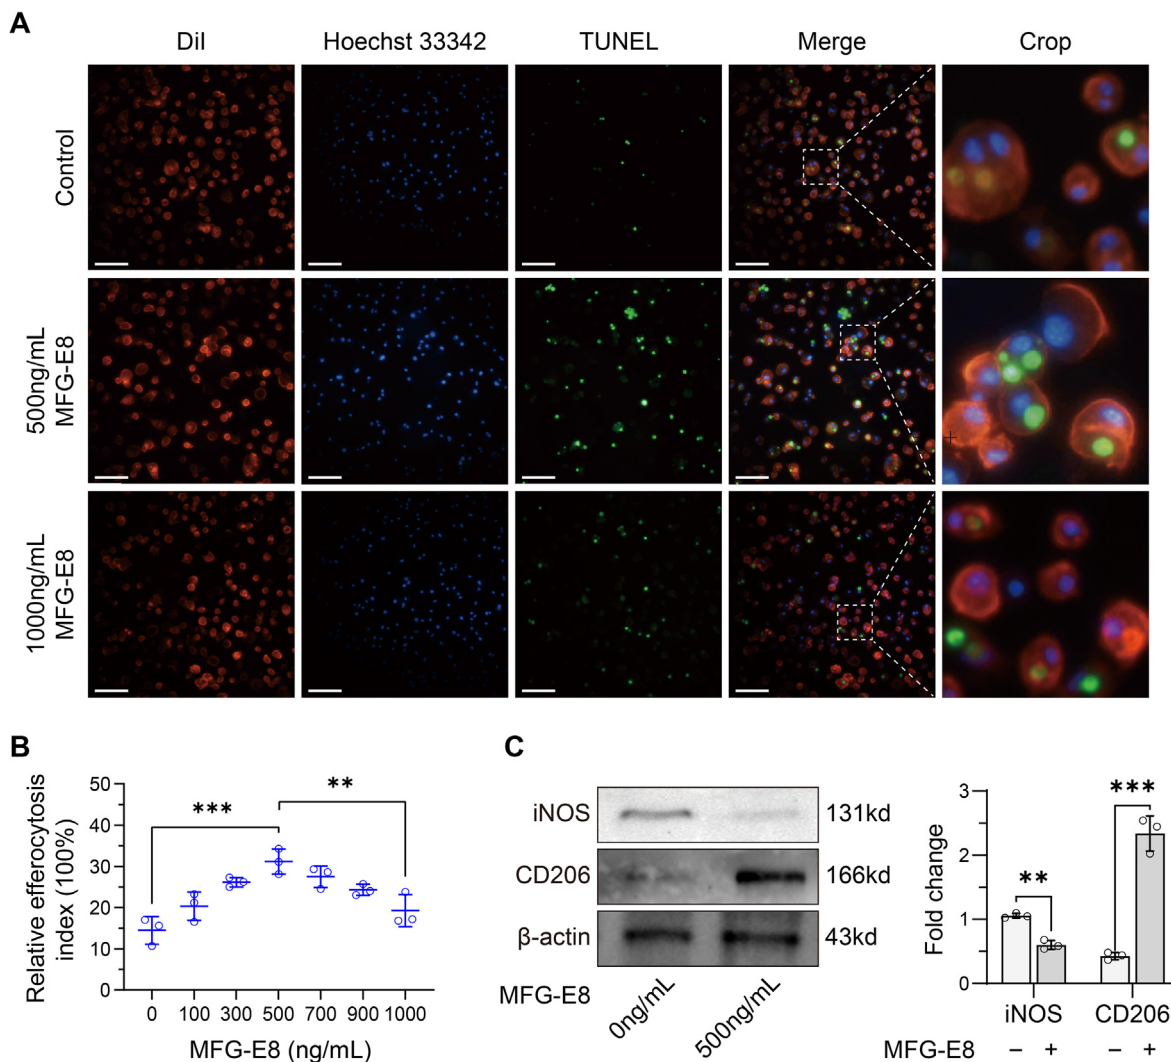 A
Dil
Hoechst 33342
TUNEL
Merge
Crop
Control
500ng/mL
MFG-E8
1000ng/mL
MFG-E8
B
Relative efferocytosis
index (100%)
50
40
30
20
10
0
***
**
0 100 300 500 700 900 1000
MFG-E8 (ng/mL)
C
iNOS 131kd
CD206 166kd
β-actin 43kd
MFG-E8 0ng/mL 500ng/mL
Fold change
3
2
1
0
**
***
iNOS CD206
MFG-E8 − + − +